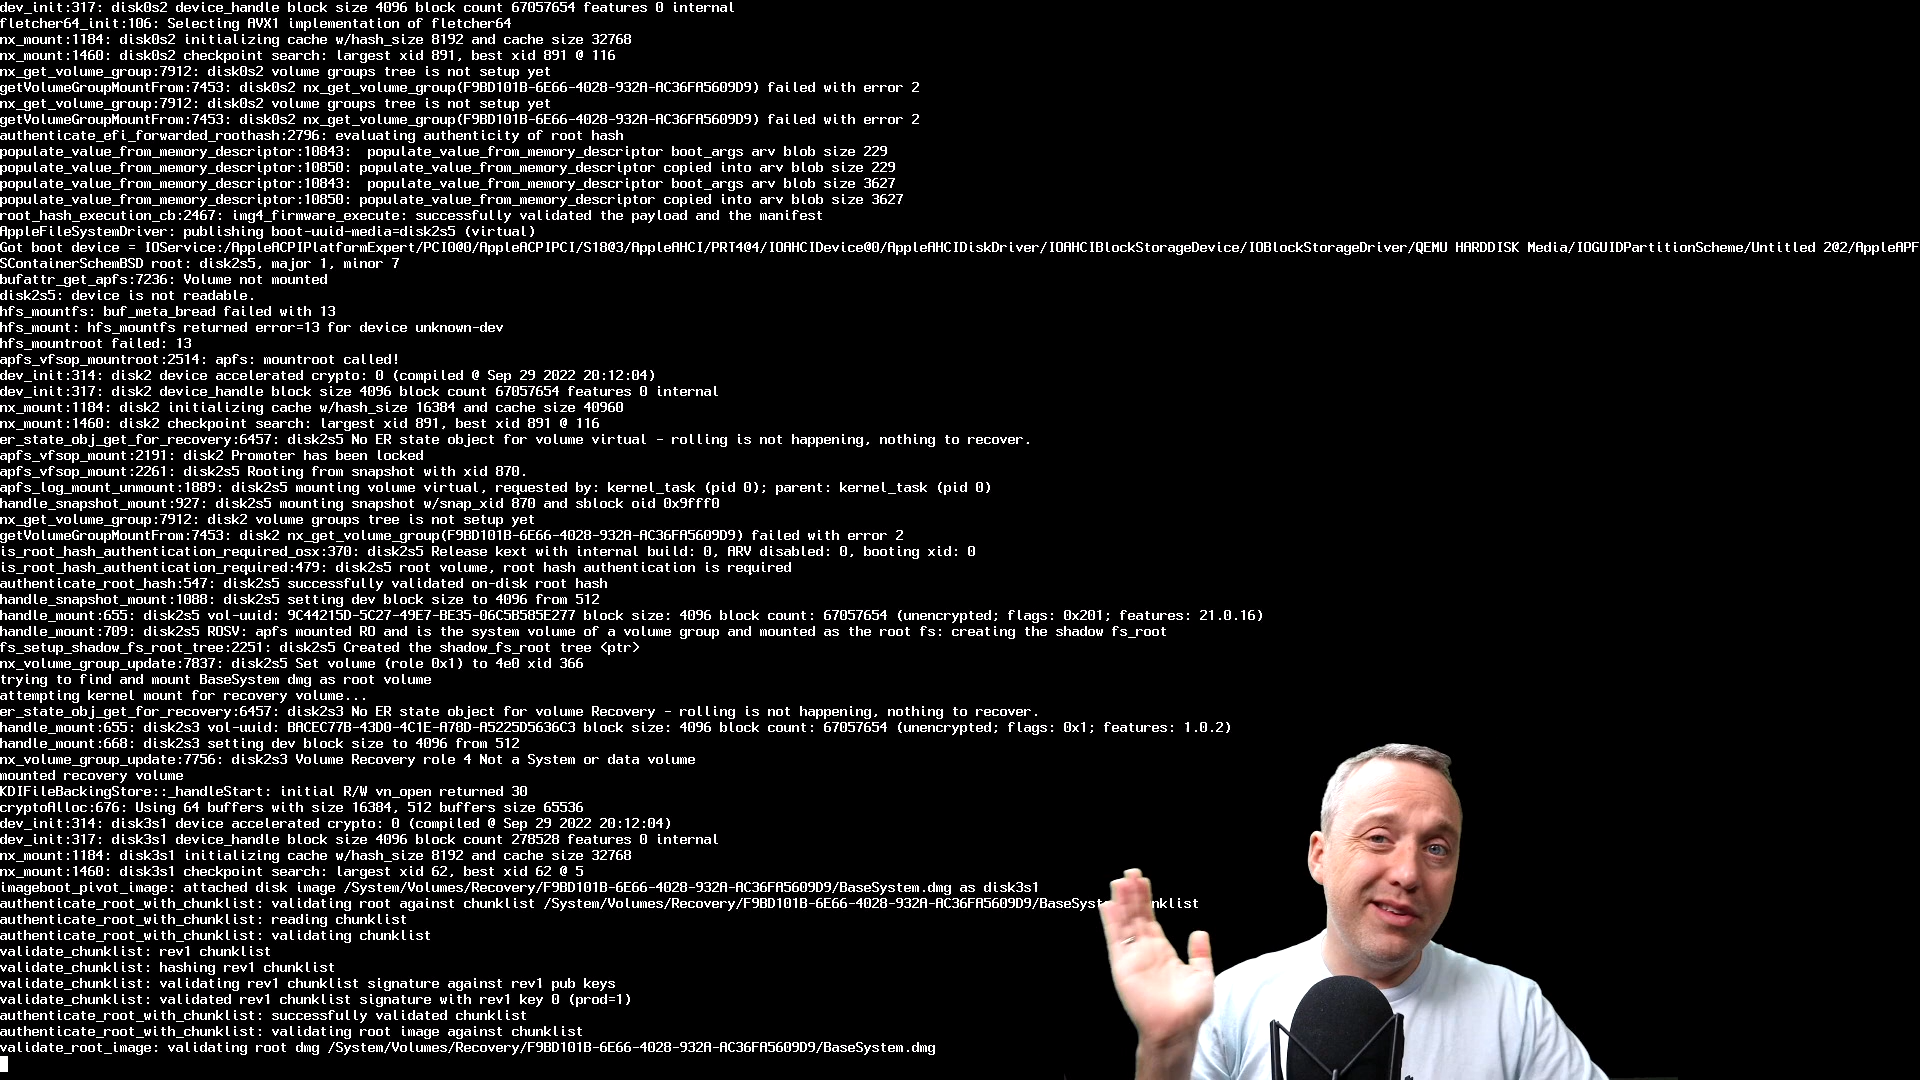 dev_init:317: disk0s2 device_handle block size 4096 block count 67057654 features 0 internal
fletcher64_init:106: Selecting AVX1 implementation of fletcher64
nx_mount:1184: disk0s2 initializing cache w/hash_size 8192 and cache size 32768
nx_mount:1460: disk0s2 checkpoint search: largest xid 891, best xid 891 @ 116
nx_get_volume_group:7912: disk0s2 volume groups tree is not setup yet
getVolumeGroupMountFrom:7453: disk0s2 nx_get_volume_group(F9BD101B-6E66-4028-932A-AC36FA5609D9) failed with error 2
nx_get_volume_group:7912: disk0s2 volume groups tree is not setup yet
getVolumeGroupMountFrom:7453: disk0s2 nx_get_volume_group(F9BD101B-6E66-4028-932A-AC36FA5609D9) failed with error 2
authenticate_efi_forwarded_roothash:2796: evaluating authenticity of root hash
populate_value_from_memory_descriptor:10843:  populate_value_from_memory_descriptor boot_args arv blob size 229
populate_value_from_memory_descriptor:10850: populate_value_from_memory_descriptor copied into arv blob size 229
populate_value_from_memory_descriptor:10843:  populate_value_from_memory_descriptor boot_args arv blob size 3627
populate_value_from_memory_descriptor:10850: populate_value_from_memory_descriptor copied into arv blob size 3627
root_hash_execution_cb:2467: img4_firmware_execute: successfully validated the payload and the manifest
AppleFileSystemDriver: publishing boot-uuid-media=disk2s5 (virtual)
Got boot device = IOService:/AppleACPIPlatformExpert/PCI0@0/AppleACPIPCI/S18@3/AppleAHCI/PRT4@4/IOAHCIDevice@0/AppleAHCIDiskDriver/IOAHCIBlockStorageDevice/IOBlockStorageDriver/QEMU HARDDISK Media/IOGUIDPartitionScheme/Untitled 2@2/AppleAPF
SContainerSchemBSD root: disk2s5, major 1, minor 7
bufattr_get_apfs:7236: Volume not mounted
disk2s5: device is not readable.
hfs_mountfs: buf_meta_bread failed with 13
hfs_mount: hfs_mountfs returned error=13 for device unknown-dev
hfs_mountroot failed: 13
apfs_vfsop_mountroot:2514: apfs: mountroot called!
dev_init:314: disk2 device accelerated crypto: 0 (compiled @ Sep 29 2022 20:12:04)
dev_init:317: disk2 device_handle block size 4096 block count 67057654 features 0 internal
nx_mount:1184: disk2 initializing cache w/hash_size 16384 and cache size 40960
nx_mount:1460: disk2 checkpoint search: largest xid 891, best xid 891 @ 116
er_state_obj_get_for_recovery:6457: disk2s5 No ER state object for volume virtual - rolling is not happening, nothing to recover.
apfs_vfsop_mount:2191: disk2 Promoter has been locked
apfs_vfsop_mount:2261: disk2s5 Rooting from snapshot with xid 870.
apfs_log_mount_unmount:1889: disk2s5 mounting volume virtual, requested by: kernel_task (pid 0); parent: kernel_task (pid 0)
handle_snapshot_mount:927: disk2s5 mounting snapshot w/snap_xid 870 and sblock oid 0x9fff0
nx_get_volume_group:7912: disk2 volume groups tree is not setup yet
getVolumeGroupMountFrom:7453: disk2 nx_get_volume_group(F9BD101B-6E66-4028-932A-AC36FA5609D9) failed with error 2
is_root_hash_authentication_required_osx:370: disk2s5 Release kext with internal build: 0, ARV disabled: 0, booting xid: 0
is_root_hash_authentication_required:479: disk2s5 root volume, root hash authentication is required
authenticate_root_hash:547: disk2s5 successfully validated on-disk root hash
handle_snapshot_mount:1088: disk2s5 setting dev block size to 4096 from 512
handle_mount:655: disk2s5 vol-uuid: 9C44215D-5C27-49E7-BE35-06C5B585E277 block size: 4096 block count: 67057654 (unencrypted; flags: 0x201; features: 21.0.16)
handle_mount:709: disk2s5 ROSV: apfs mounted RO and is the system volume of a volume group and mounted as the root fs: creating the shadow fs_root
fs_setup_shadow_fs_root_tree:2251: disk2s5 Created the shadow_fs_root tree <ptr>
nx_volume_group_update:7837: disk2s5 Set volume (role 0x1) to 4e0 xid 366
trying to find and mount BaseSystem dmg as root volume
attempting kernel mount for recovery volume...
er_state_obj_get_for_recovery:6457: disk2s3 No ER state object for volume Recovery - rolling is not happening, nothing to recover.
handle_mount:655: disk2s3 vol-uuid: BACEC77B-43D0-4C1E-A78D-A5225D5636C3 block size: 4096 block count: 67057654 (unencrypted; flags: 0x1; features: 1.0.2)
handle_mount:668: disk2s3 setting dev block size to 4096 from 512
nx_volume_group_update:7756: disk2s3 Volume Recovery role 4 Not a System or data volume
mounted recovery volume
KDIFileBackingStore::_handleStart: initial R/W vn_open returned 30
cryptoAlloc:676: Using 64 buffers with size 16384, 512 buffers size 65536
dev_init:314: disk3s1 device accelerated crypto: 0 (compiled @ Sep 29 2022 20:12:04)
dev_init:317: disk3s1 device_handle block size 4096 block count 278528 features 0 internal
nx_mount:1184: disk3s1 initializing cache w/hash_size 8192 and cache size 32768
nx_mount:1460: disk3s1 checkpoint search: largest xid 62, best xid 62 @ 5
imageboot_pivot_image: attached disk image /System/Volumes/Recovery/F9BD101B-6E66-4028-932A-AC36FA5609D9/BaseSystem.dmg as disk3s1
authenticate_root_with_chunklist: validating root against chunklist /System/Volumes/Recovery/F9BD101B-6E66-4028-932A-AC36FA5609D9/BaseSyst nklist
authenticate_root_with_chunklist: reading chunklist
authenticate_root_with_chunklist: validating chunklist
validate_chunklist: rev1 chunklist
validate_chunklist: hashing rev1 chunklist
validate_chunklist: validating rev1 chunklist signature against rev1 pub keys
validate_chunklist: validated rev1 chunklist signature with rev1 key 0 (prod=1)
authenticate_root_with_chunklist: successfully validated chunklist
authenticate_root_with_chunklist: validating root image against chunklist
validate_root_image: validating root dmg /System/Volumes/Recovery/F9BD101B-6E66-4028-932A-AC36FA5609D9/BaseSystem.dmg